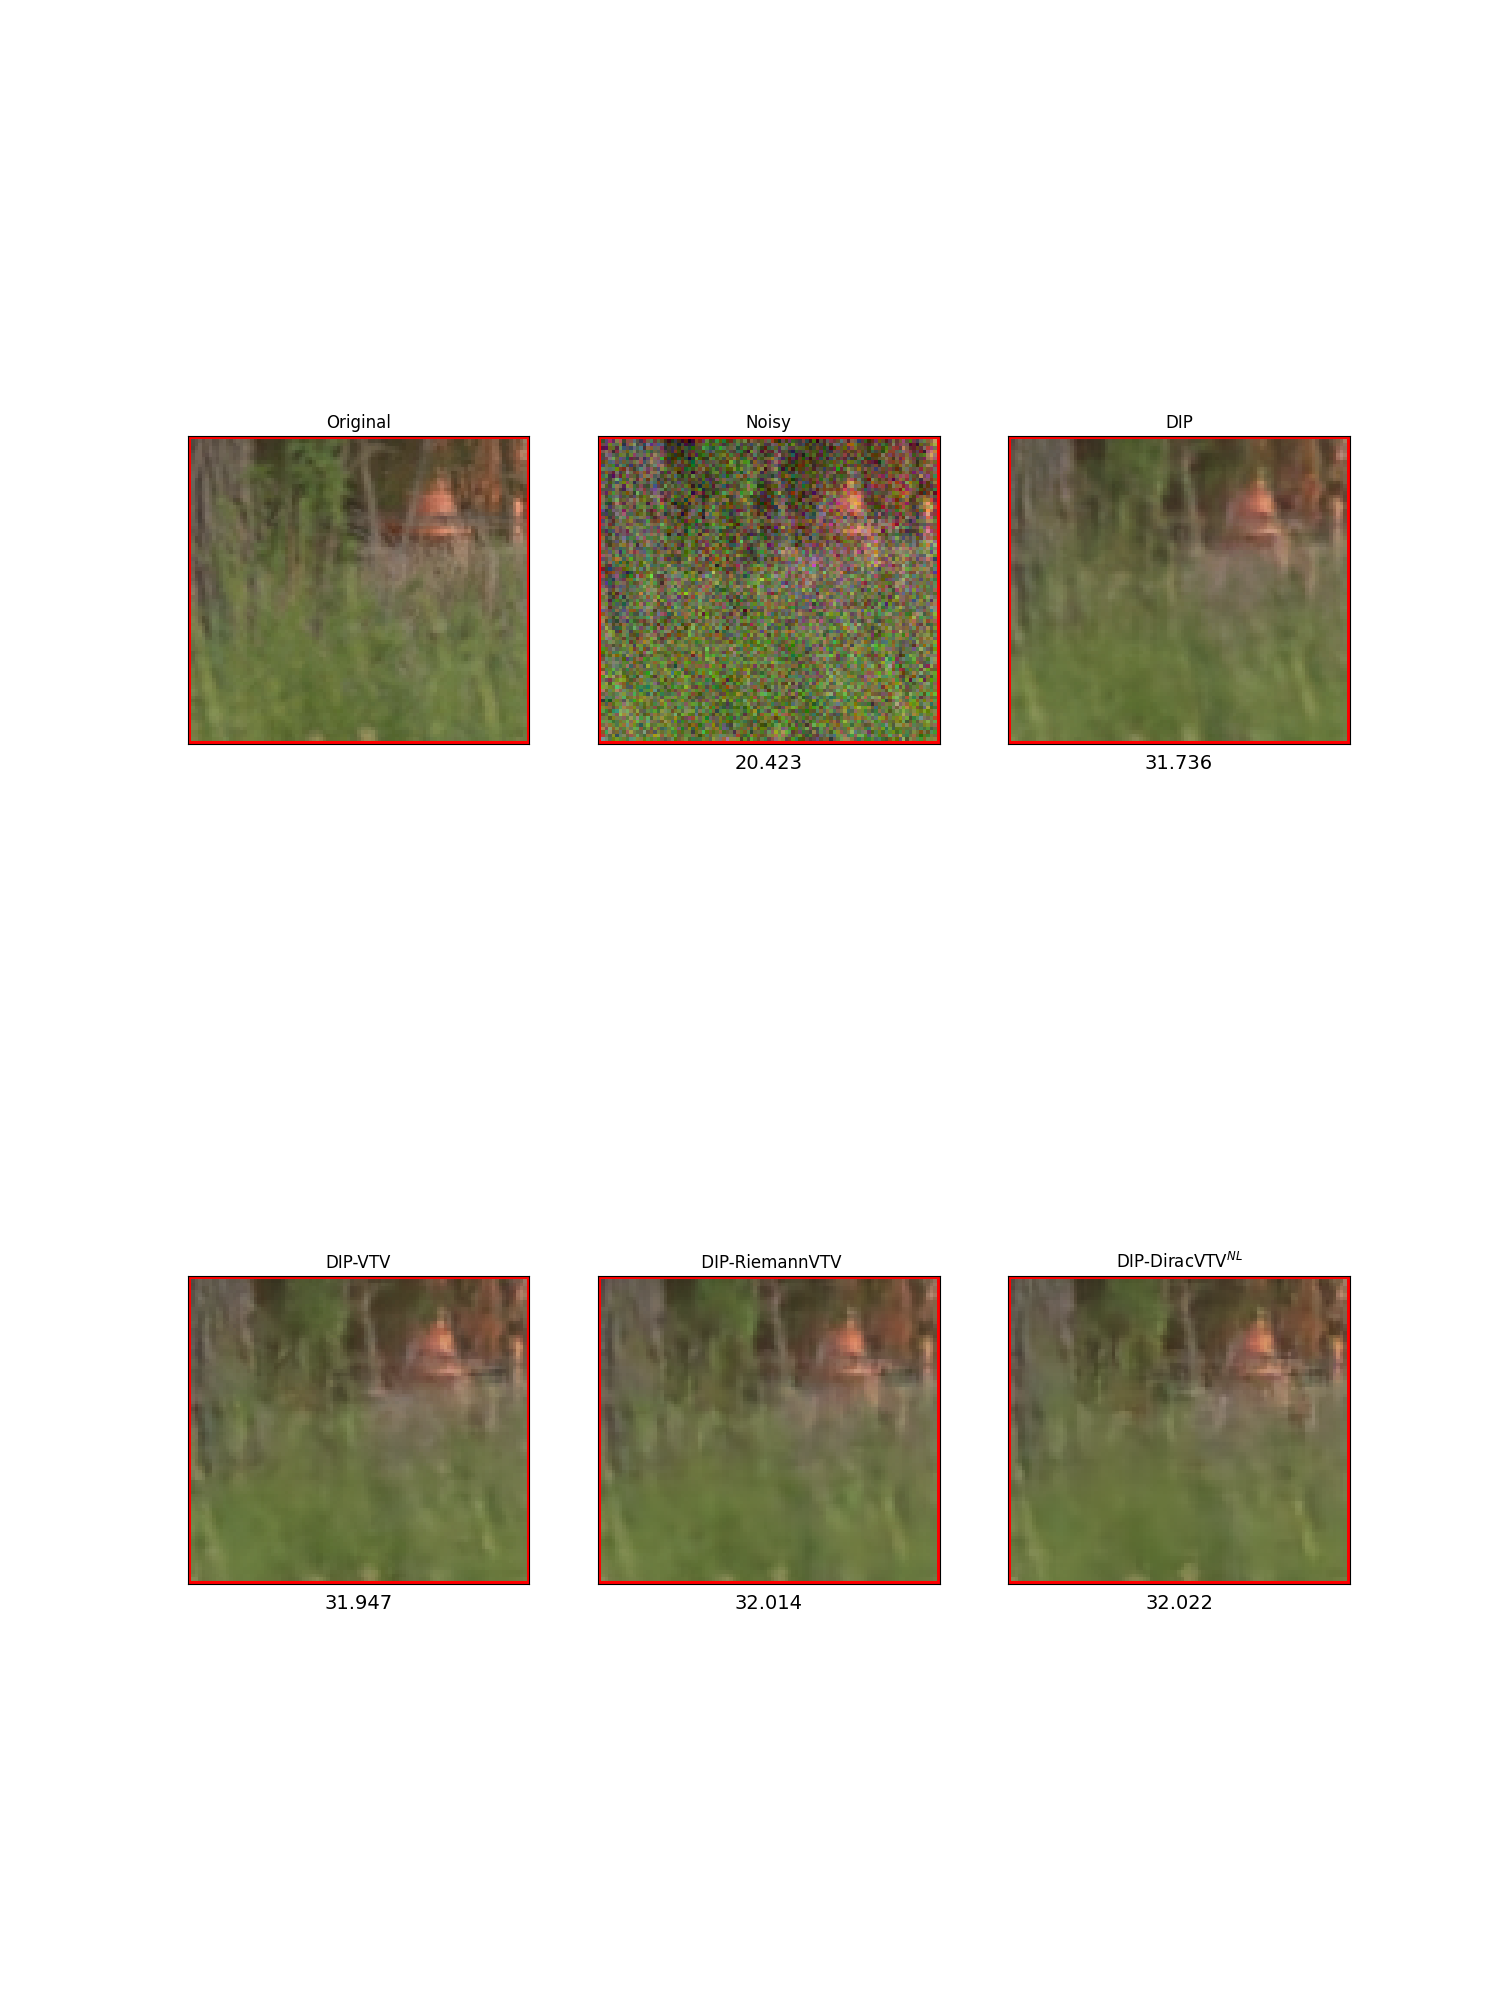 Original
Noisy
DIP
20.423
31.736
DIP-VTV
DIP-RiemannVTV
DIP-DiracVTV^{NL}
31.947
32.014
32.022